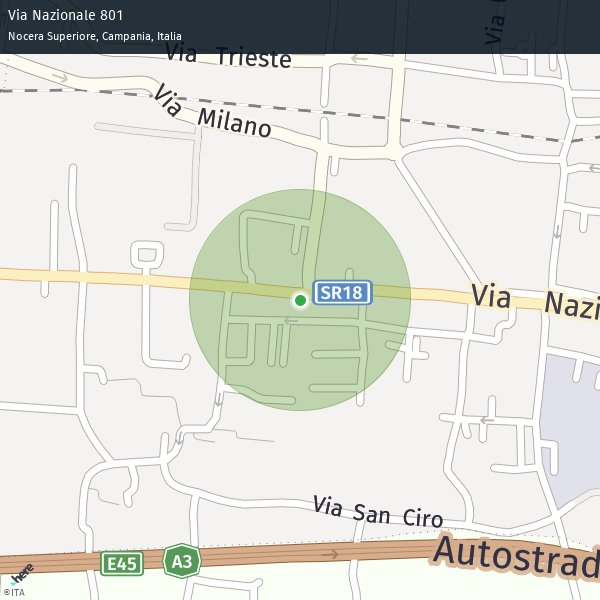 Via Nazionale 801
Nocera Superiore, Campania, Italia
Via Trieste
Via
Via Milano
SR18
Via Nazi
Via San Ciro
E45
A3
Autostrad
here
©ITA